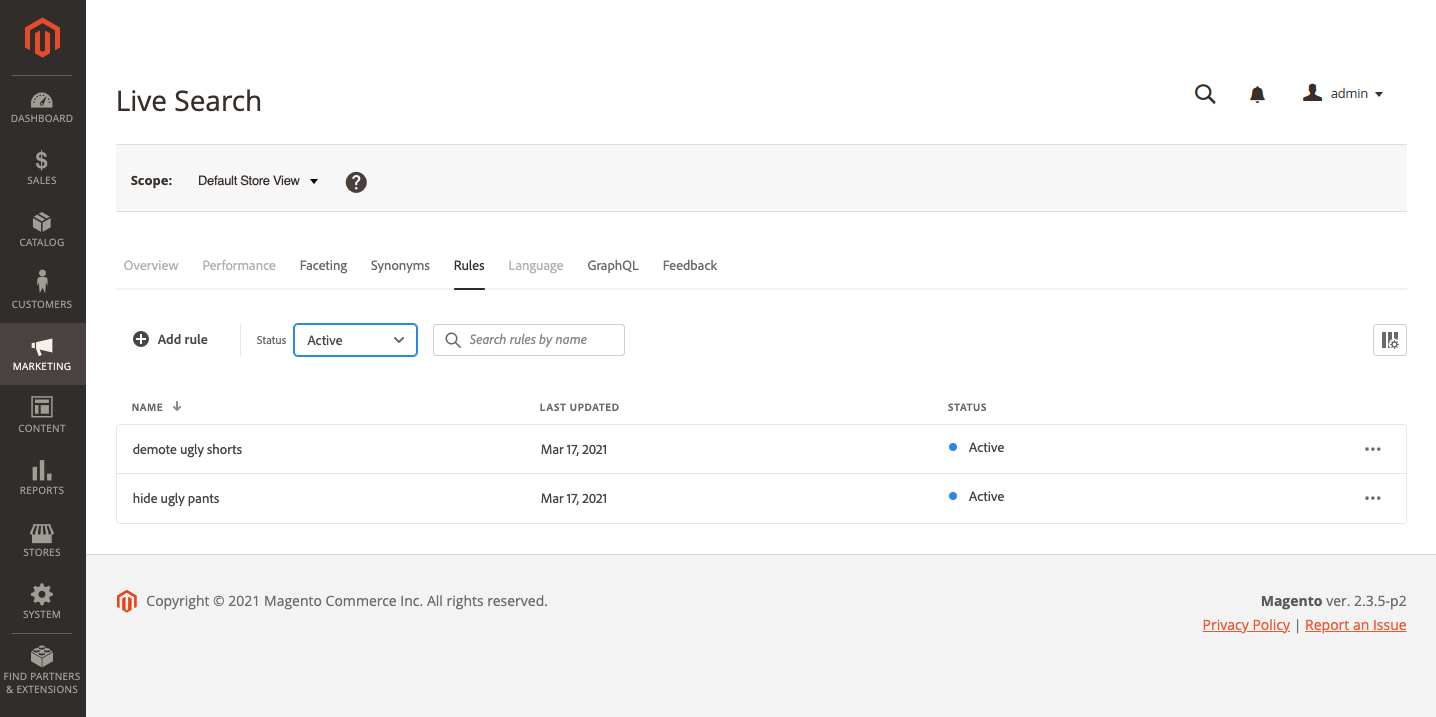 DASHBOARD
SALES
CATALOG
CUSTOMERS
MARKETING
CONTENT
REPORTS
STORES
SYSTEM
FIND PARTNERS
& EXTENSIONS
Live Search
admin
Scope: Default Store View ?
Overview Performance Faceting Synonyms Rules Language GraphQL Feedback
Add rule Status Active Search rules by name
NAME LAST UPDATED STATUS
demote ugly shorts Mar 17, 2021 Active
hide ugly pants Mar 17, 2021 Active
Copyright © 2021 Magento Commerce Inc. All rights reserved.
Magento ver. 2.3.5-p2
Privacy Policy | Report an Issue